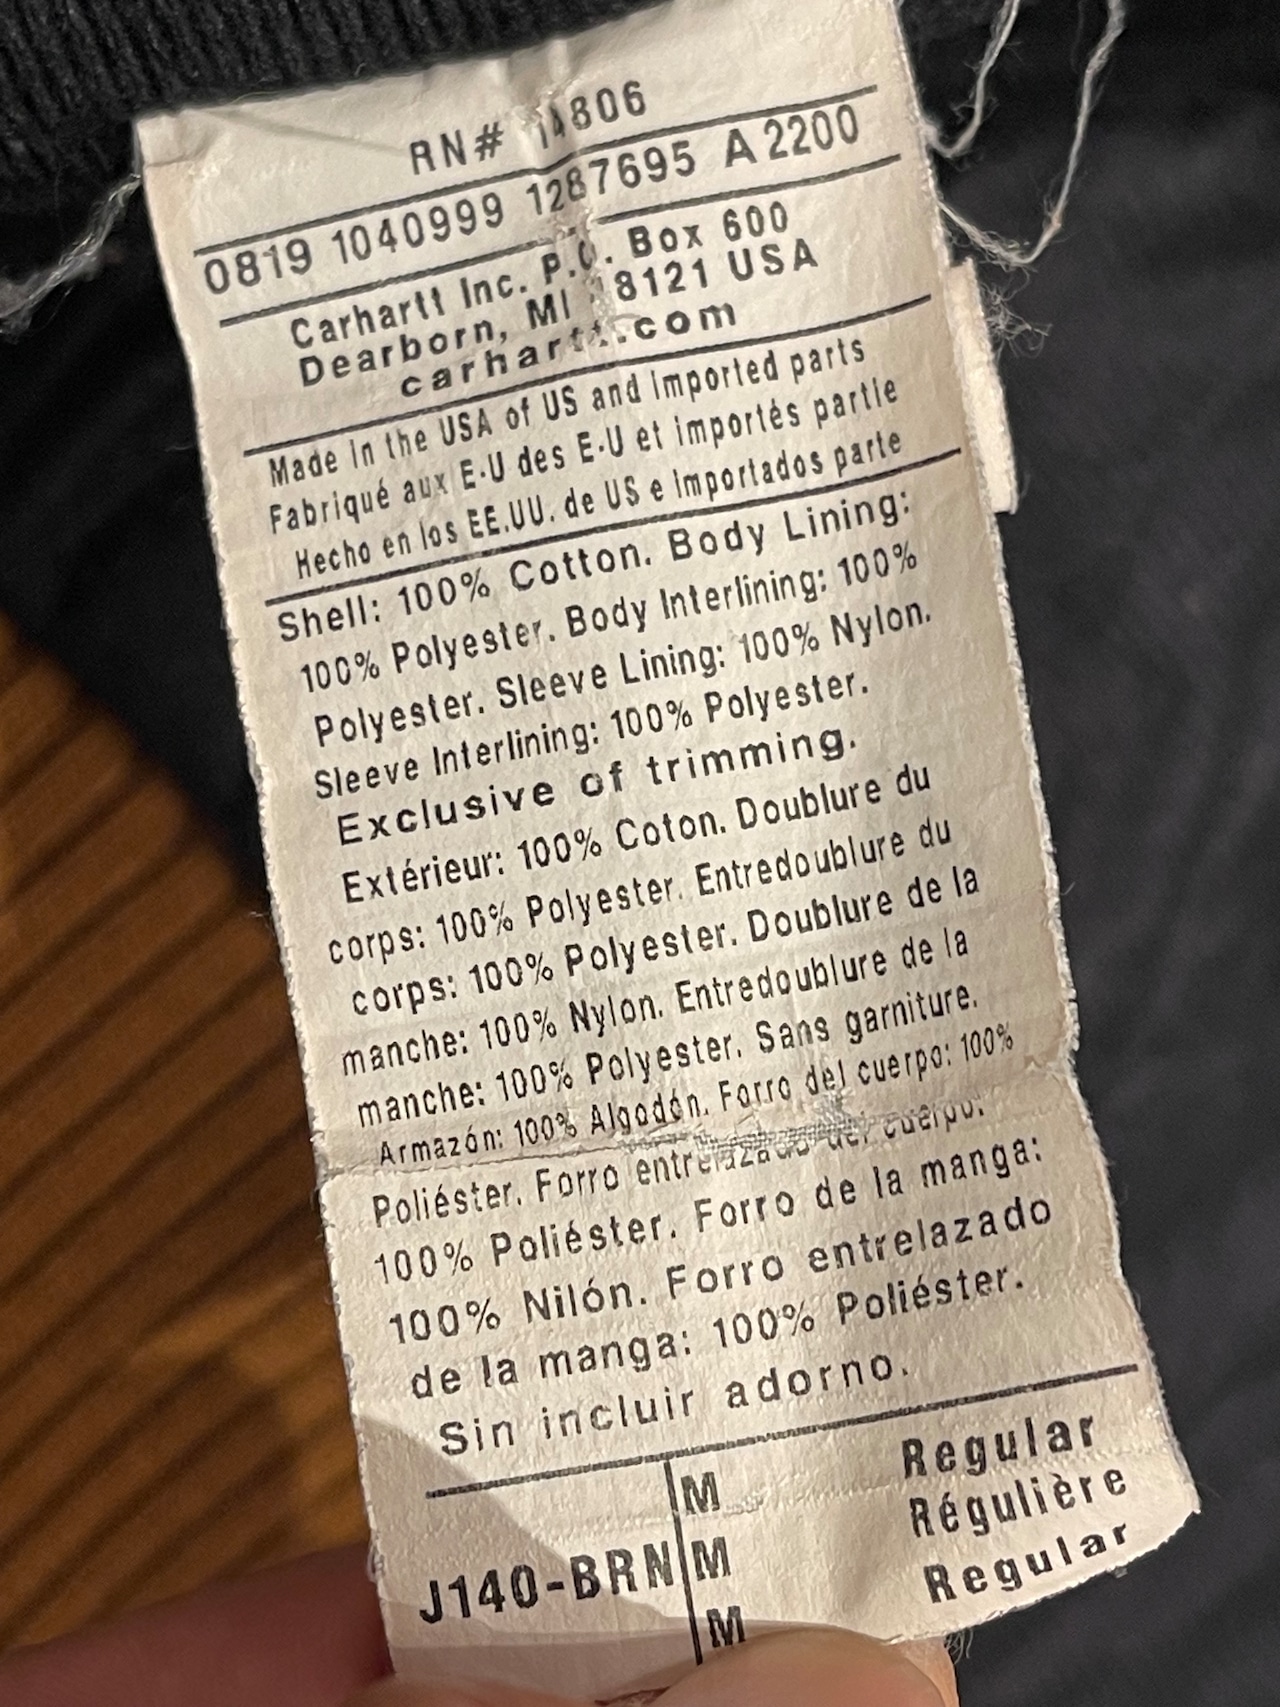 RN# 14806
0819 1040999 1287695 A 2200
Carhartt Inc. P.O. Box 600
Dearborn, MI 48121 USA
carhartt.com
Made in the USA of US and imported parts
Fabriqué aux E-U des E-U et importés partie
Hecho en los EE.UU. de US e importados parte
Shell: 100% Cotton. Body Lining:
100% Polyester. Body Interlining: 100%
Polyester. Sleeve Lining: 100% Nylon.
Sleeve Interlining: 100% Polyester.
Exclusive of trimming.
Extérieur: 100% Coton. Doublure du
corps: 100% Polyester. Entredoublure du
corps: 100% Polyester. Doublure de la
manche: 100% Nylon. Entredoublure de la
manche: 100% Polyester. Sans garniture.
Armazón: 100% Algodón. Forro del cuerpo: 100%
Poliéster. Forro entrelazado del cuerpo:
100% Poliéster. Forro de la manga:
100% Nilón. Forro entrelazado
de la manga: 100% Poliéster.
Sin incluir adorno.
M Regular
J140-BRN M Régulière
M Regular